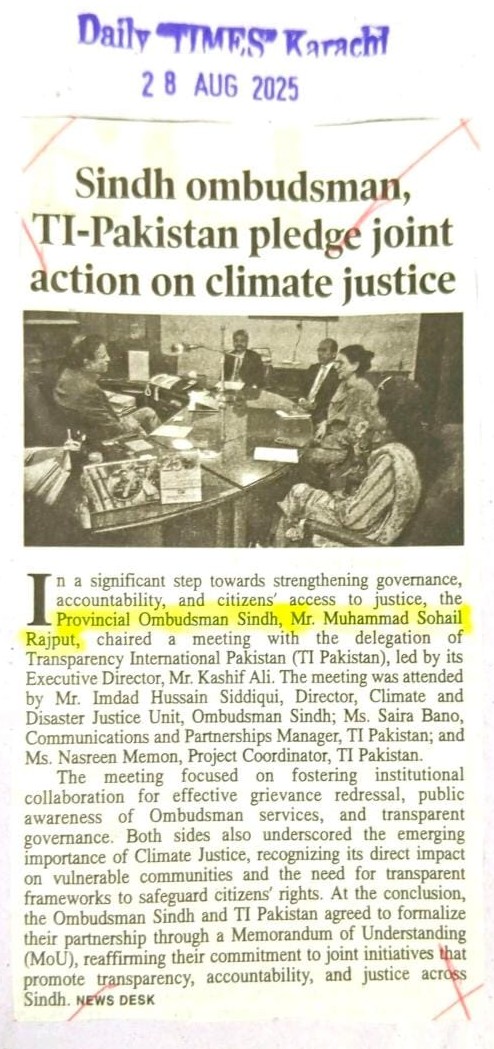 Daily "TIMES" Karachi
28 AUG 2025
Sindh ombudsman,
TI-Pakistan pledge joint
action on climate justice
In a significant step towards strengthening governance,
accountability, and citizens' access to justice, the
Provincial Ombudsman Sindh, Mr. Muhammad Sohail
Rajput, chaired a meeting with the delegation of
Transparency International Pakistan (TI Pakistan), led by its
Executive Director, Mr. Kashif Ali. The meeting was attended
by Mr. Imdad Hussain Siddiqui, Director, Climate and
Disaster Justice Unit, Ombudsman Sindh; Ms. Saira Bano,
Communications and Partnerships Manager, TI Pakistan; and
Ms. Nasreen Memon, Project Coordinator, TI Pakistan.
The meeting focused on fostering institutional
collaboration for effective grievance redressal, public
awareness of Ombudsman services, and transparent
governance. Both sides also underscored the emerging
importance of Climate Justice, recognizing its direct impact
on vulnerable communities and the need for transparent
frameworks to safeguard citizens' rights. At the conclusion,
the Ombudsman Sindh and TI Pakistan agreed to formalize
their partnership through a Memorandum of Understanding
(MoU), reaffirming their commitment to joint initiatives that
promote transparency, accountability, and justice across
Sindh. NEWS DESK